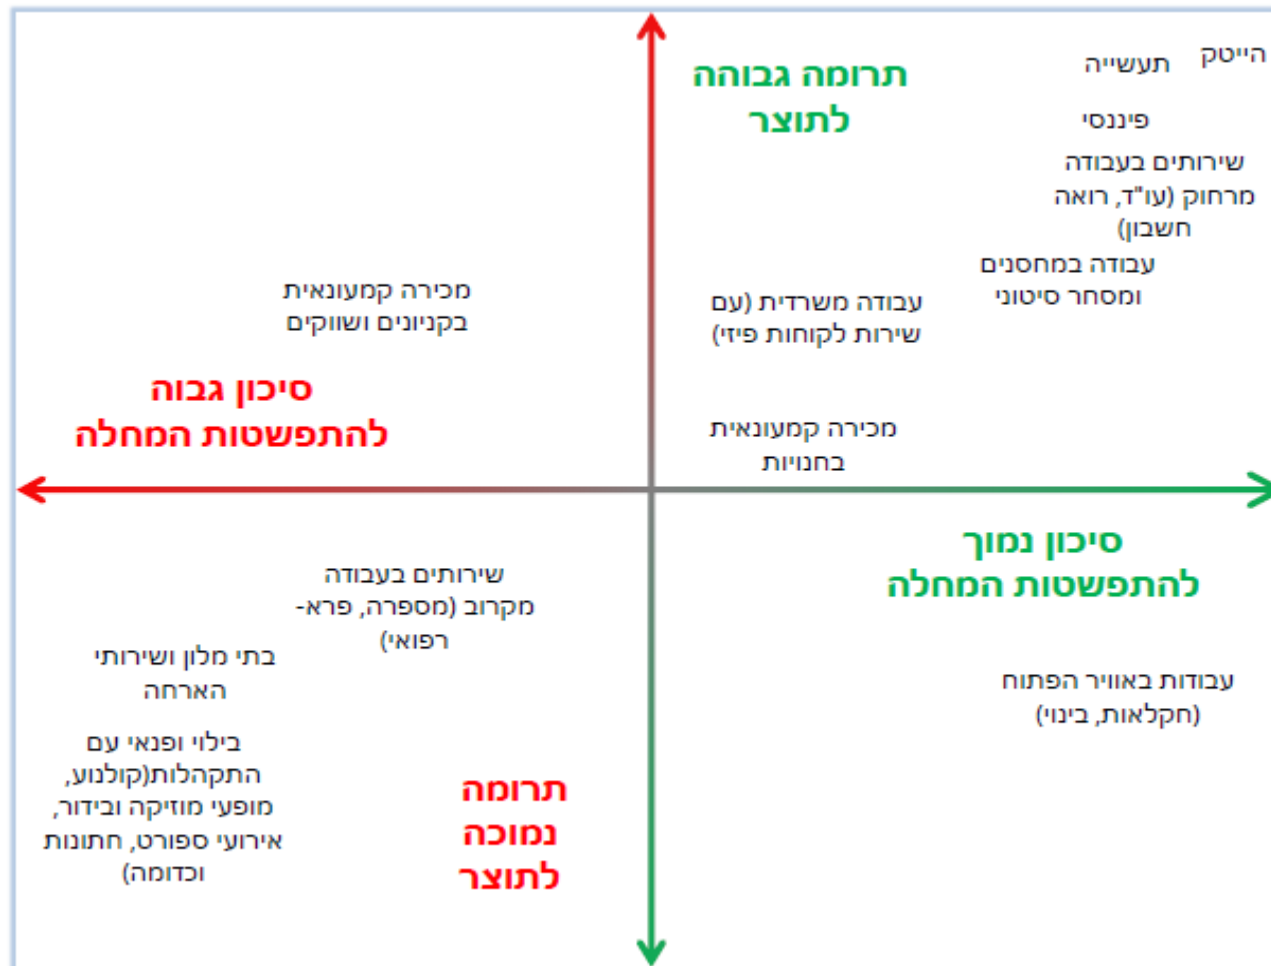 הייטק
תעשייה
תרומה גבוהה
לתוצר
פיננסי
שירותים בעבודה
מרחוק (עו"ד, רואה
חשבון)
עבודה במחסנים
ומסחר סיטוני
עבודה משרדית (עם
שירות לקוחות פיזי)
מכירה קמעונאית
בחנויות
מכירה קמעונאית
בקניונים ושווקים
סיכון גבוה
להתפשטות המחלה
סיכון נמוך
להתפשטות המחלה
עבודות באוויר הפתוח
(חקלאות, בינוי)
שירותים בעבודה
מקרוב (מספרה, פרא-
רפואי)
בתי מלון ושירותי
הארחה
בילוי ופנאי עם
התקהלות(קולנוע,
מופעי מוזיקה ובידור,
אירועי ספורט, חתונות
וכדומה)
תרומה
נמוכה
לתוצר